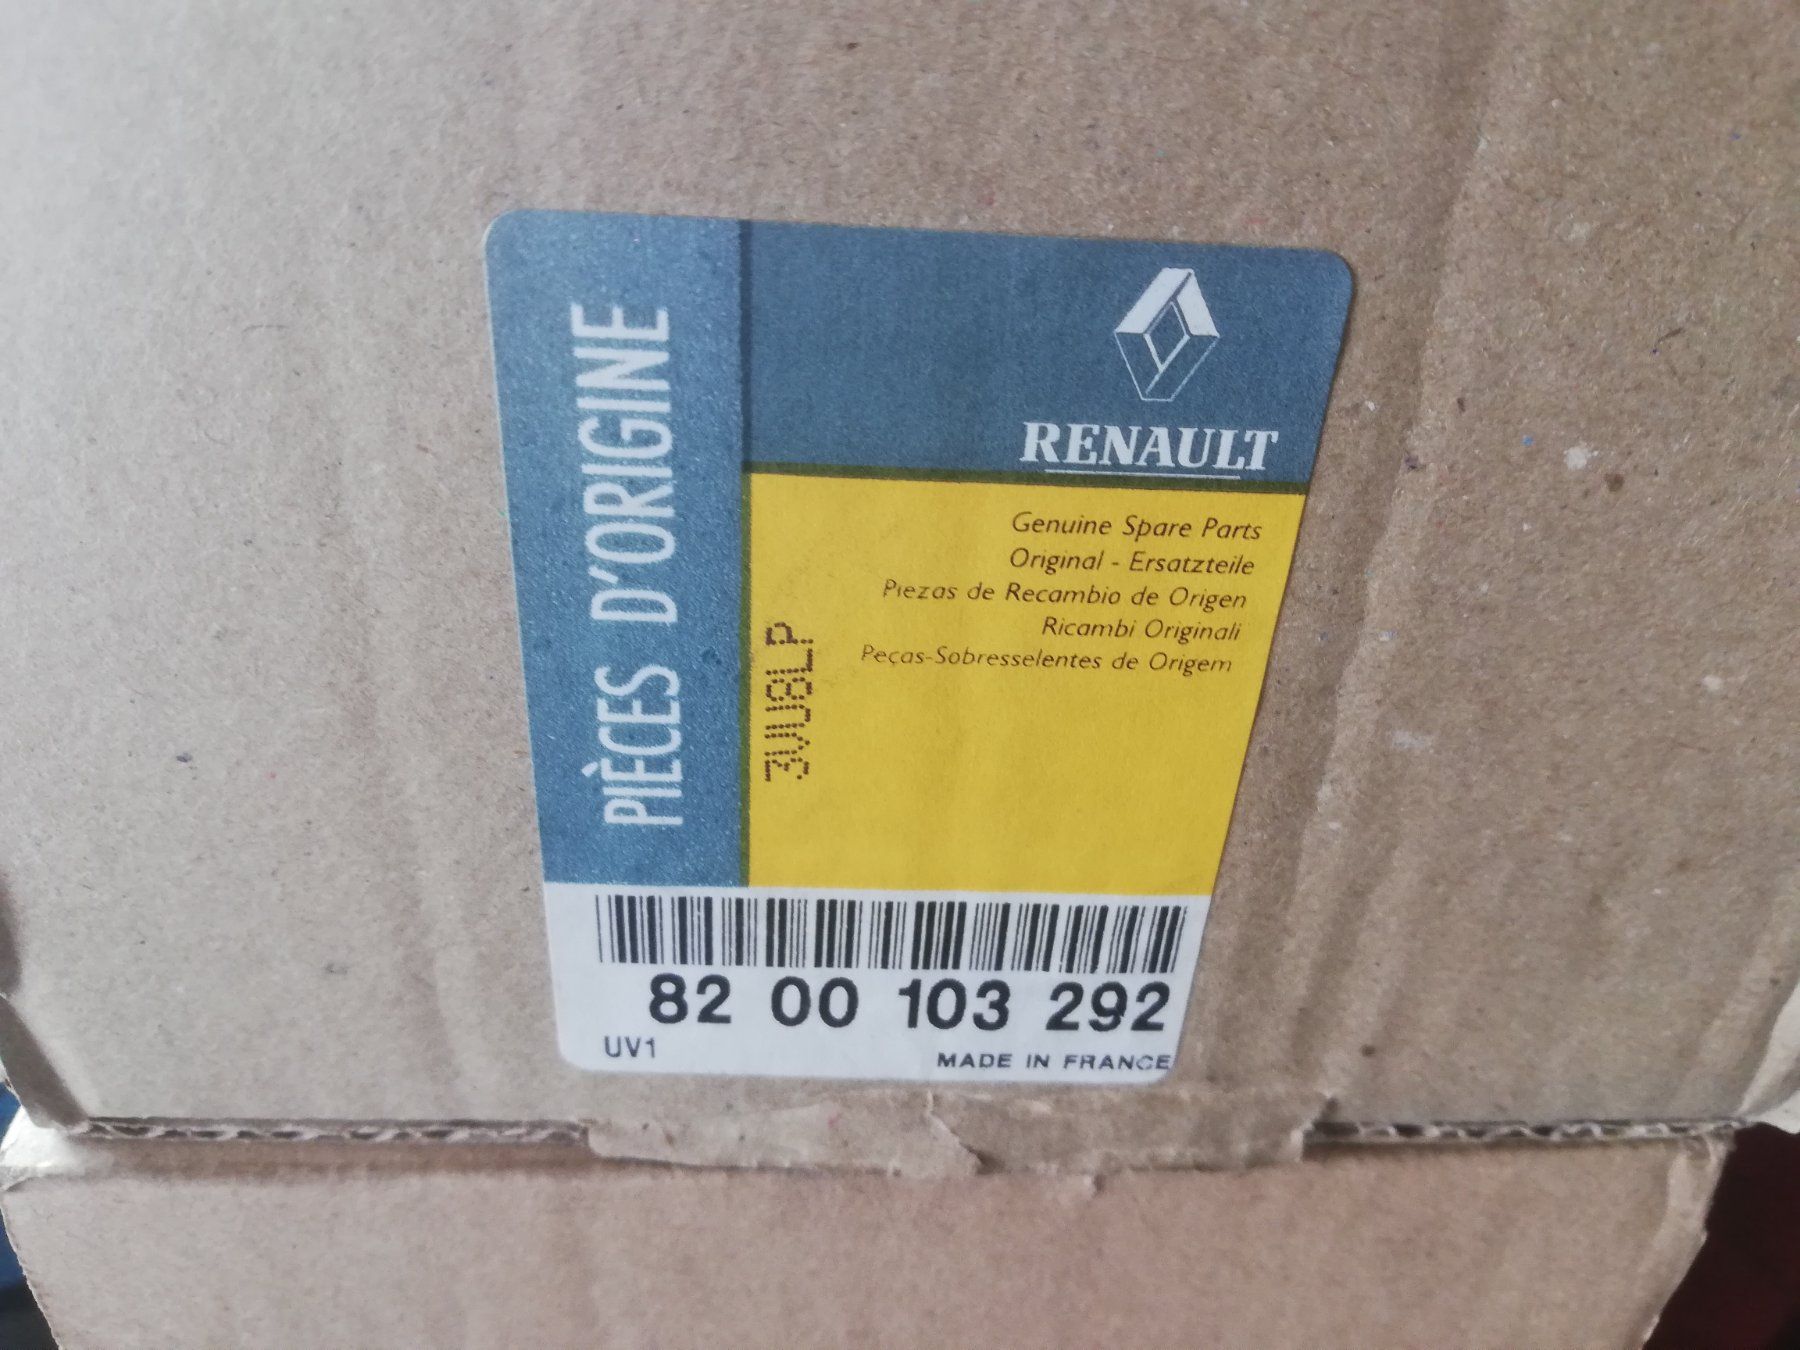 PIÈCES D'ORIGINE
RENAULT
Genuine Spare Parts
Original - Ersatzteile
Piezas de Recambio de Origen
Ricambi Originali
Peças-Sobresselentes de Origem
3VU8LP
82 00 103 292
UV1
MADE IN FRANCE